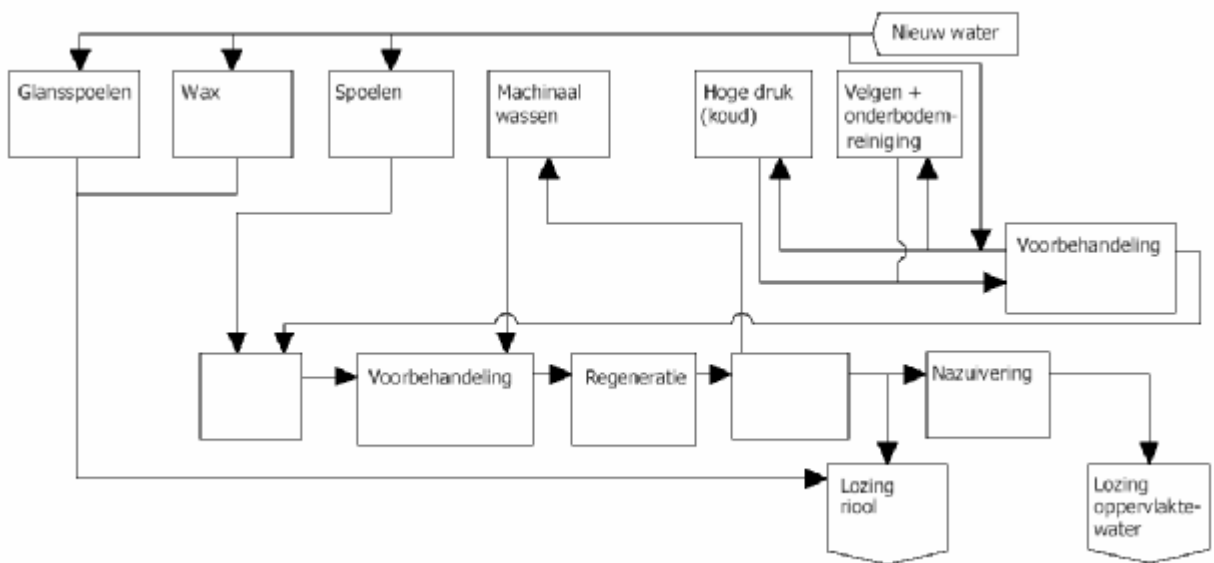 Nieuw water
Glansspoelen
Wax
Spoelen
Machinaal
wassen
Hoge druk
(koud)
Velgen +
onderbodem-
reiniging
Voorbehandeling
Voorbehandeling
Regeneratie
Nazuivering
Lozing
riool
Lozing
oppervlakte-
water